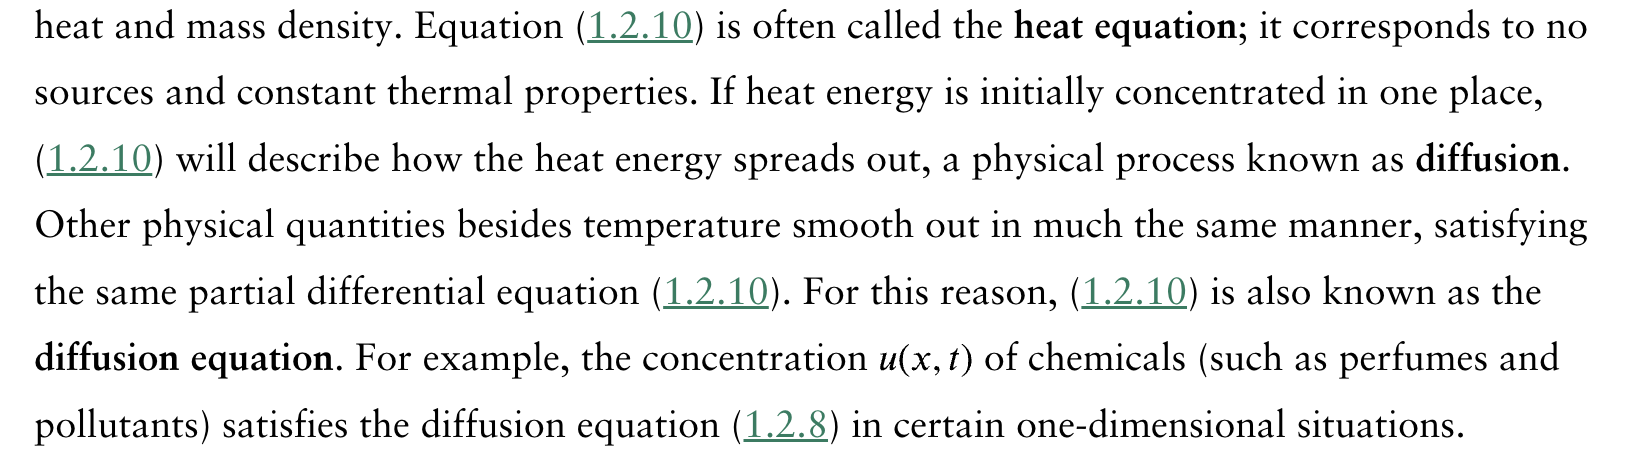 heat and mass density. Equation (1.2.10) is often called the heat equation; it corresponds to no
sources and constant thermal properties. If heat energy is initially concentrated in one place,
(1.2.10) will describe how the heat energy spreads out, a physical process known as diffusion.
Other physical quantities besides temperature smooth out in much the same manner, satisfying
the same partial differential equation (1.2.10). For this reason, (1.2.10) is also known as the
diffusion equation. For example, the concentration u(x, t) of chemicals (such as perfumes and
pollutants) satisfies the diffusion equation (1.2.8) in certain one-dimensional situations.